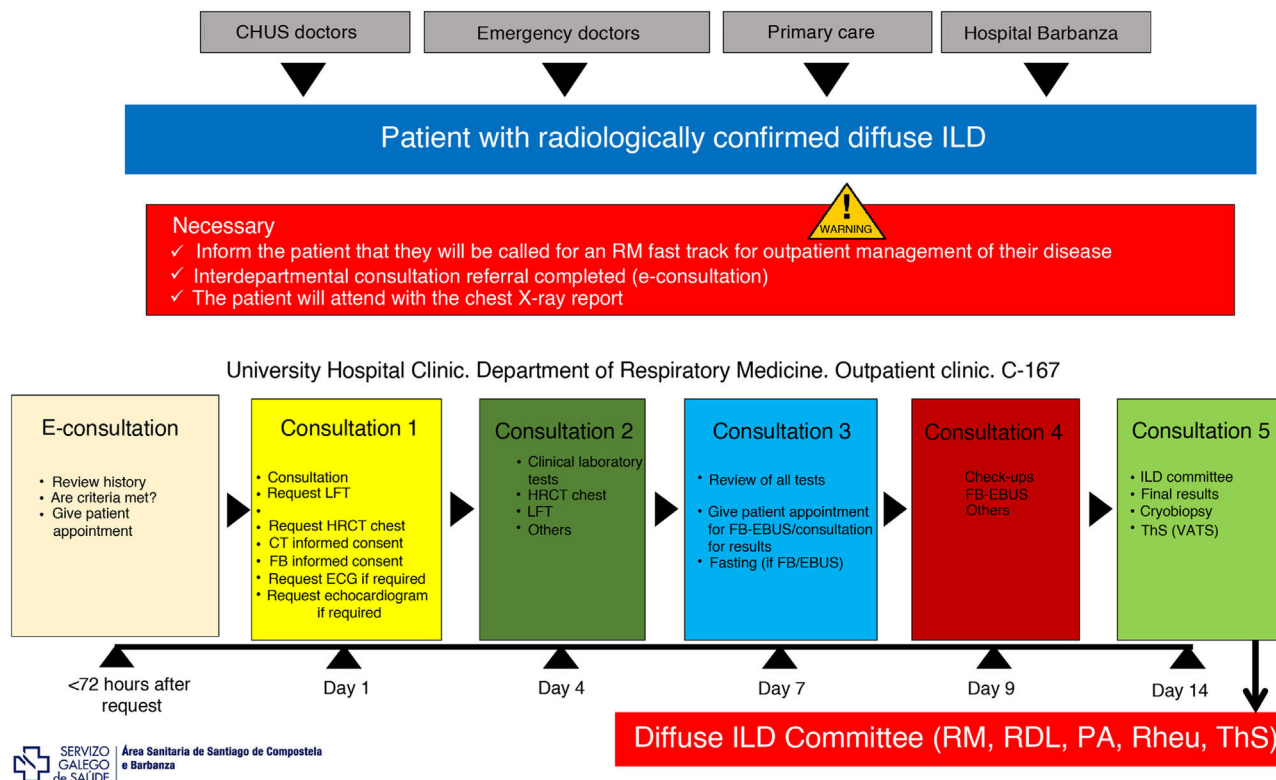 CHUS doctors
Emergency doctors
Primary care
Hospital Barbanza
Patient with radiologically confirmed diffuse ILD
WARNING
Necessary
✓ Inform the patient that they will be called for an RM fast track for outpatient management of their disease
✓ Interdepartmental consultation referral completed (e-consultation)
✓ The patient will attend with the chest X-ray report
University Hospital Clinic. Department of Respiratory Medicine. Outpatient clinic. C-167
E-consultation
• Review history
• Are criteria met?
• Give patient
appointment
Consultation 1
• Consultation
• Request LFT
•
• Request HRCT chest
• CT informed consent
• FB informed consent
• Request ECG if required
• Request echocardiogram
if required
Consultation 2
• Clinical laboratory
tests
• HRCT chest
• LFT
• Others
Consultation 3
• Review of all tests
• Give patient appointment
for FB-EBUS/consultation
for results
• Fasting (if FB/EBUS)
Consultation 4
Check-ups
FB-EBUS
Others
Consultation 5
• ILD committee
• Final results
• Cryobiopsy
• ThS (VATS)
<72 hours after
request
Day 1
Day 4
Day 7
Day 9
Day 14
Diffuse ILD Committee (RM, RDL, PA, Rheu, ThS)
SERVIZO
GALEGO
de SAÚDE
Área Sanitaria de Santiago de Compostela
e Barbanza